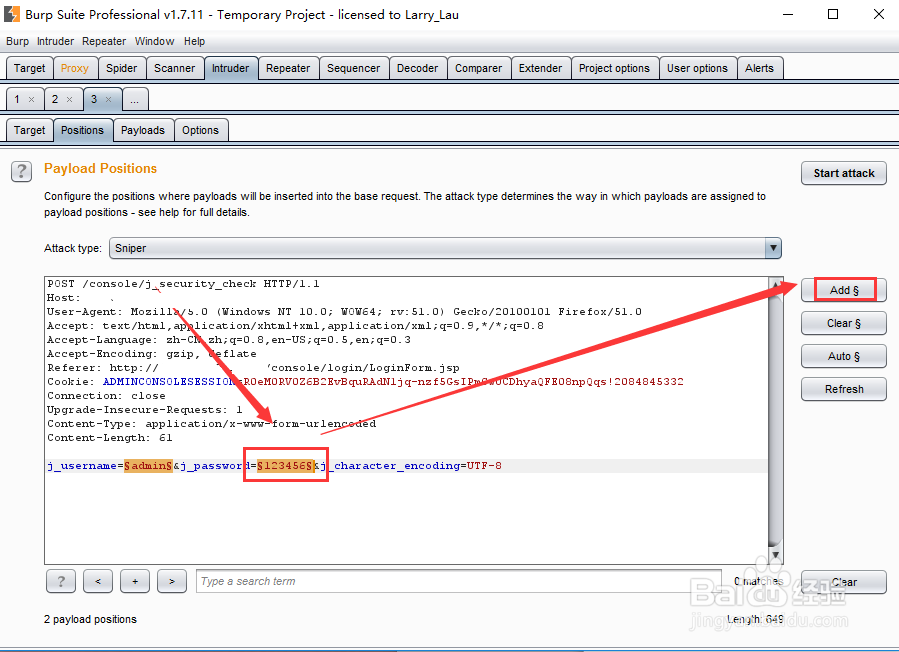 Burp Suite Professional v1.7.11 - Temporary Project - licensed to Larry_Lau
Burp Intruder Repeater Window Help
Target Proxy Spider Scanner Intruder Repeater Sequencer Decoder Comparer Extender Project options User options Alerts
1 × 2 × 3 × ...
Target Positions Payloads Options
? Payload Positions
Start attack
Configure the positions where payloads will be inserted into the base request. The attack type determines the way in which payloads are assigned to
payload positions - see help for full details.
Attack type: Sniper
POST /console/j_security_check HTTP/1.1
Host:
User-Agent: Mozilla/5.0 (Windows NT 10.0; WOW64; rv:51.0) Gecko/20100101 Firefox/51.0
Accept: text/html,application/xhtml+xml,application/xml;q=0.9,*/*;q=0.8
Accept-Language: zh-CN,zh;q=0.8,en-US;q=0.5,en;q=0.3
Accept-Encoding: gzip, deflate
Referer: http:// /console/login/LoginForm.jsp
Cookie:
Connection: close
Upgrade-Insecure-Requests: 1
Content-Type: application/x-www-form-urlencoded
Content-Length: 61
j_username=§admin§&j_password=§123456§&j_character_encoding=UTF-8
Add §
Clear §
Auto §
Refresh
? < + > Type a search term 0 matches Clear
2 payload positions
Length: 649
Baidu 经验
jingyan.baidu.com